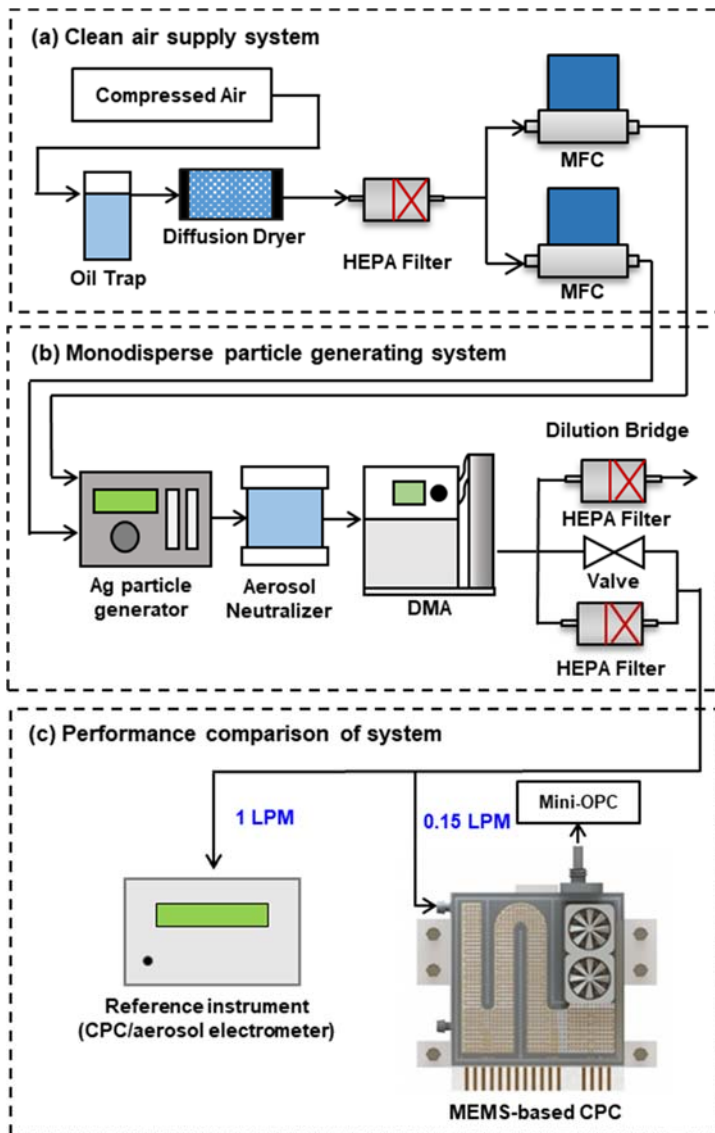 (a) Clean air supply system
Compressed Air
MFC
Diffusion Dryer
HEPA Filter
Oil Trap
MFC
(b) Monodisperse particle generating system
Dilution Bridge
HEPA Filter
Valve
Ag particle
generator
Aerosol
Neutralizer
DMA
HEPA Filter
(c) Performance comparison of system
Mini-OPC
1 LPM
0.15 LPM
Reference instrument
(CPC/aerosol electrometer)
MEMS-based CPC